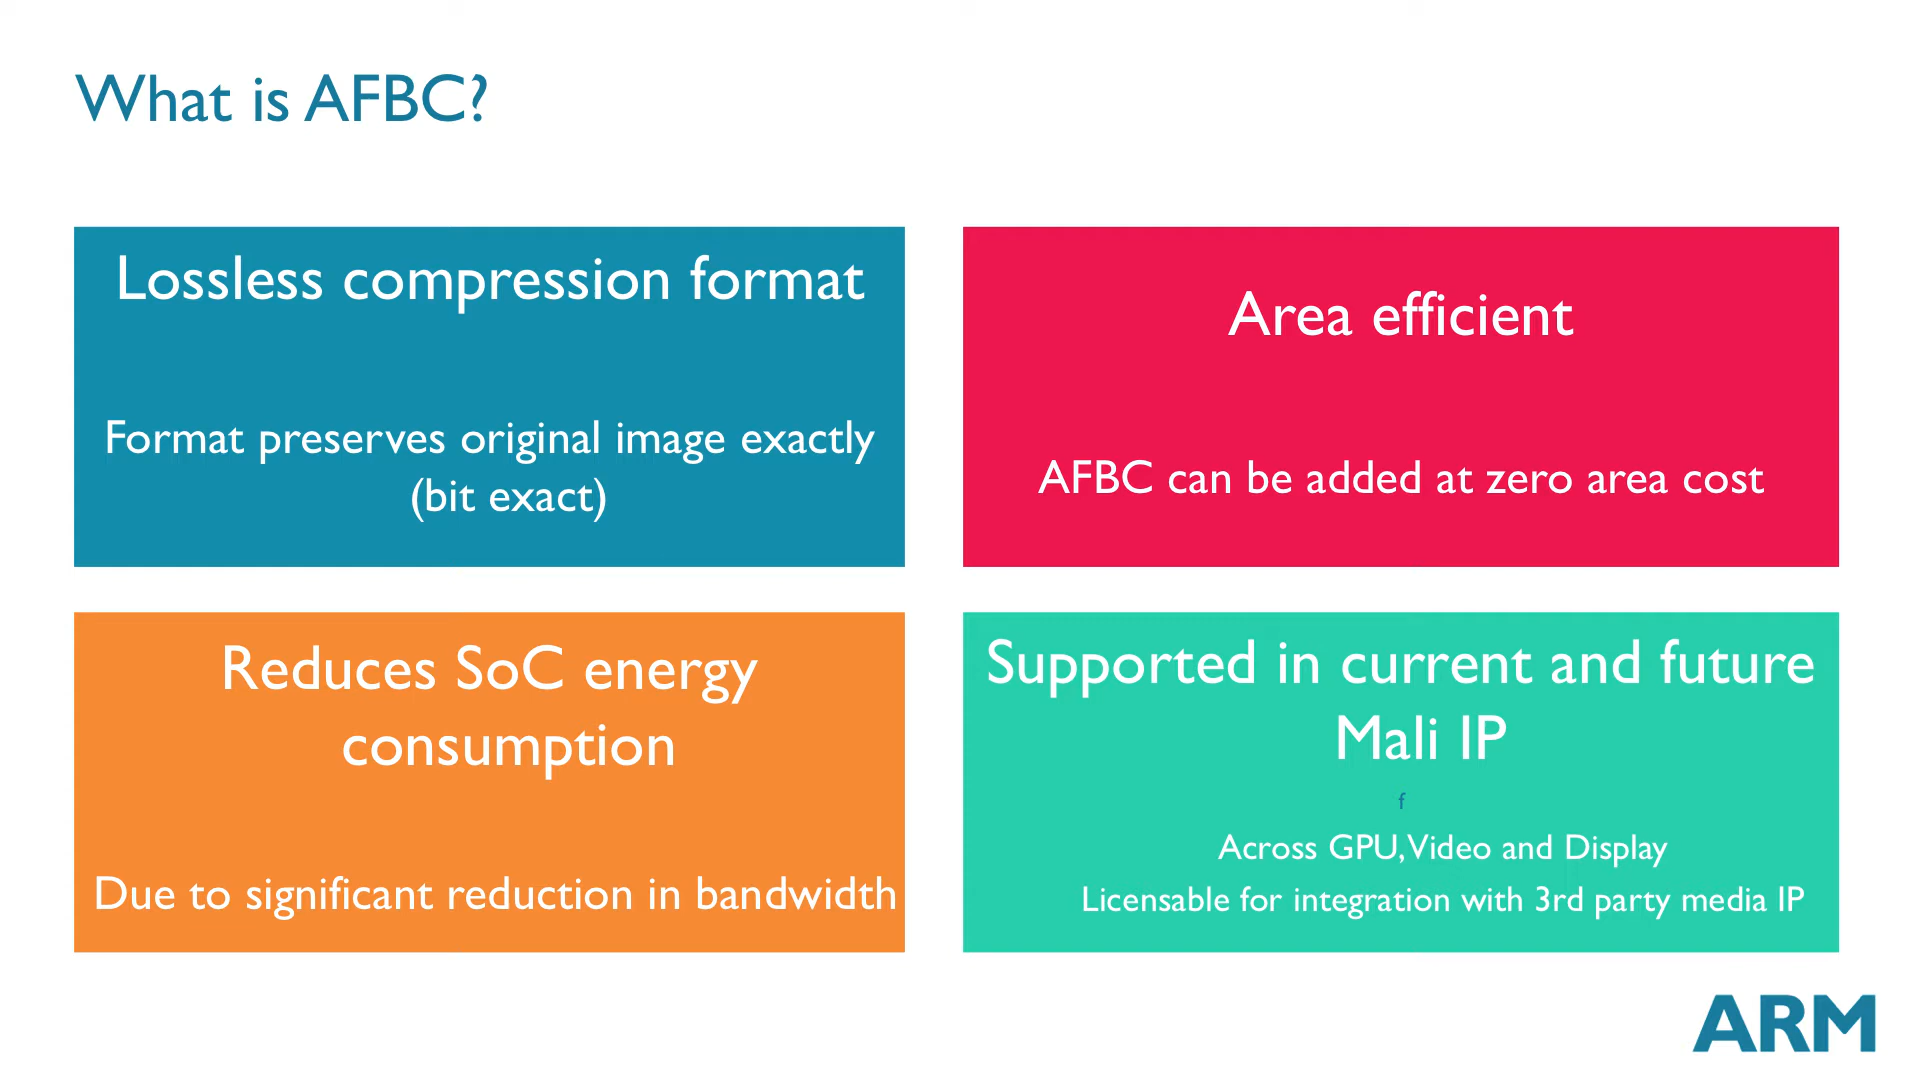 What is AFBC?
Lossless compression format
Format preserves original image exactly
(bit exact)
Area efficient
AFBC can be added at zero area cost
Reduces SoC energy
consumption
Due to significant reduction in bandwidth
Supported in current and future
Mali IP
f
Across GPU, Video and Display
Licensable for integration with 3rd party media IP
ARM